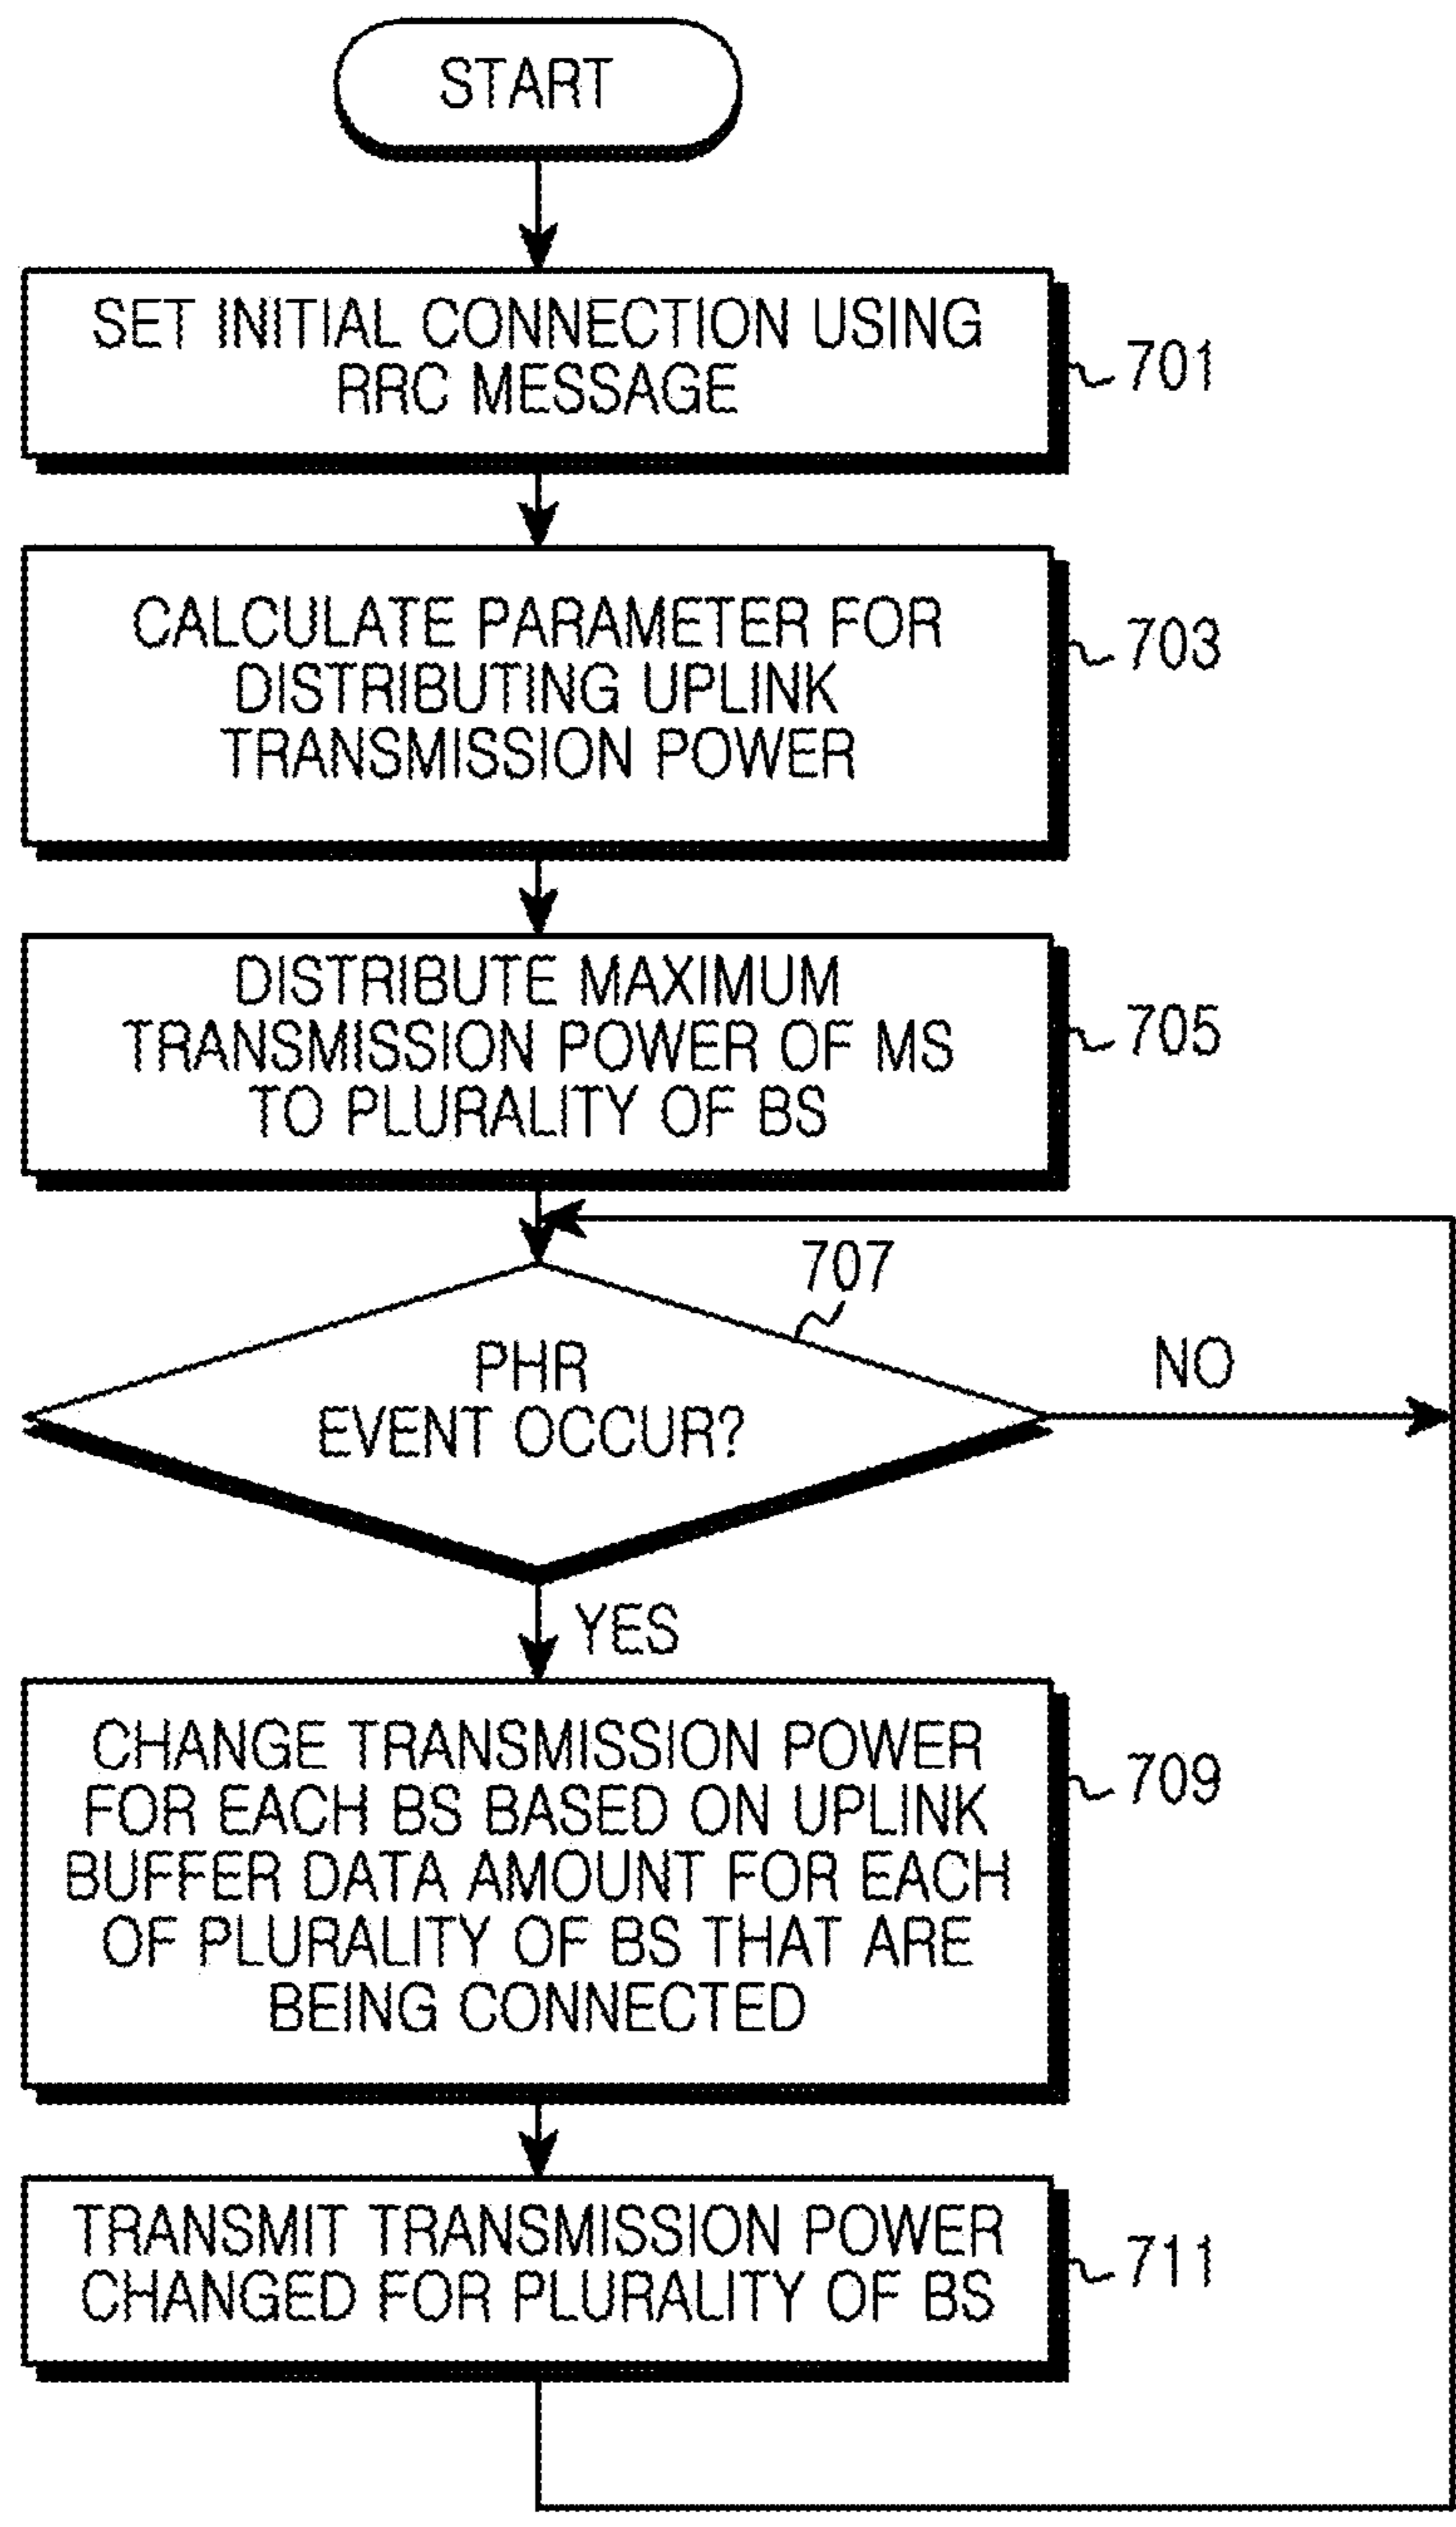 START
SET INITIAL CONNECTION USING
RRC MESSAGE
701
CALCULATE PARAMETER FOR
DISTRIBUTING UPLINK
TRANSMISSION POWER
703
DISTRIBUTE MAXIMUM
TRANSMISSION POWER OF MS
TO PLURALITY OF BS
705
707
PHR
EVENT OCCUR?
NO
YES
CHANGE TRANSMISSION POWER
FOR EACH BS BASED ON UPLINK
BUFFER DATA AMOUNT FOR EACH
OF PLURALITY OF BS THAT ARE
BEING CONNECTED
709
TRANSMIT TRANSMISSION POWER
CHANGED FOR PLURALITY OF BS
711